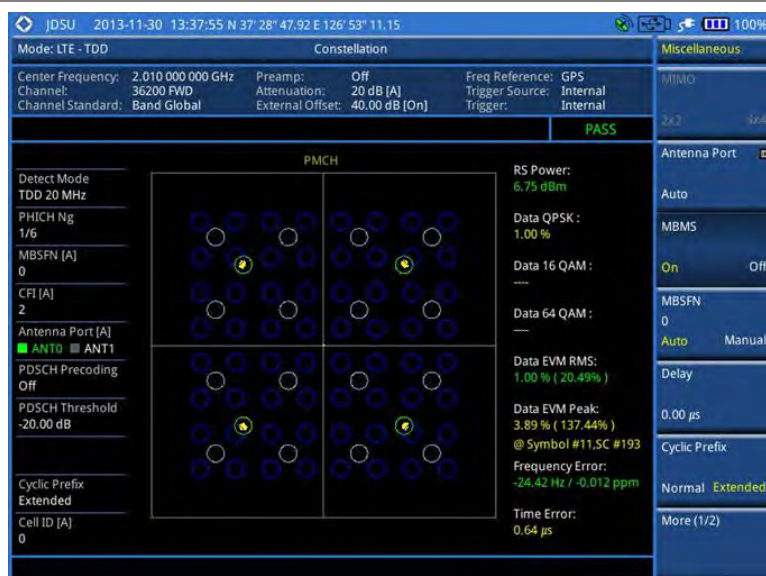 JDSU 2013-11-30 13:37:55 N 37° 28" 47.92 E 126° 53" 11.15 100%
Mode: LTE - TDD Constellation
Center Frequency: 2.010 000 000 GHz Preamp: Off Freq Reference: GPS
Channel: 36200 FWD Attenuation: 20 dB [A] Trigger Source: Internal
Channel Standard: Band Global External Offset: 40.00 dB [On] Trigger: Internal
PASS
PMCH
Detect Mode
TDD 20 MHz
PHICH Ng
1/6
MBSFN [A]
0
CFI [A]
2
Antenna Port [A]
ANT0 ANT1
PDSCH Precoding
Off
PDSCH Threshold
-20.00 dB
Cyclic Prefix
Extended
Cell ID [A]
0
RS Power:
6.75 dBm
Data QPSK :
1.00 %
Data 16 QAM :
----
Data 64 QAM :
----
Data EVM RMS:
1.00 % ( 20.49% )
Data EVM Peak:
3.89 % ( 137.44% )
@ Symbol #11,SC #193
Frequency Error:
-24.42 Hz / -0.012 ppm
Time Error:
0.64 µs
Miscellaneous
MIMO
2x2 4x4
Antenna Port
Auto
MBMS
On Off
MBSFN
0
Auto Manual
Delay
0.00 µs
Cyclic Prefix
Normal Extended
More (1/2)